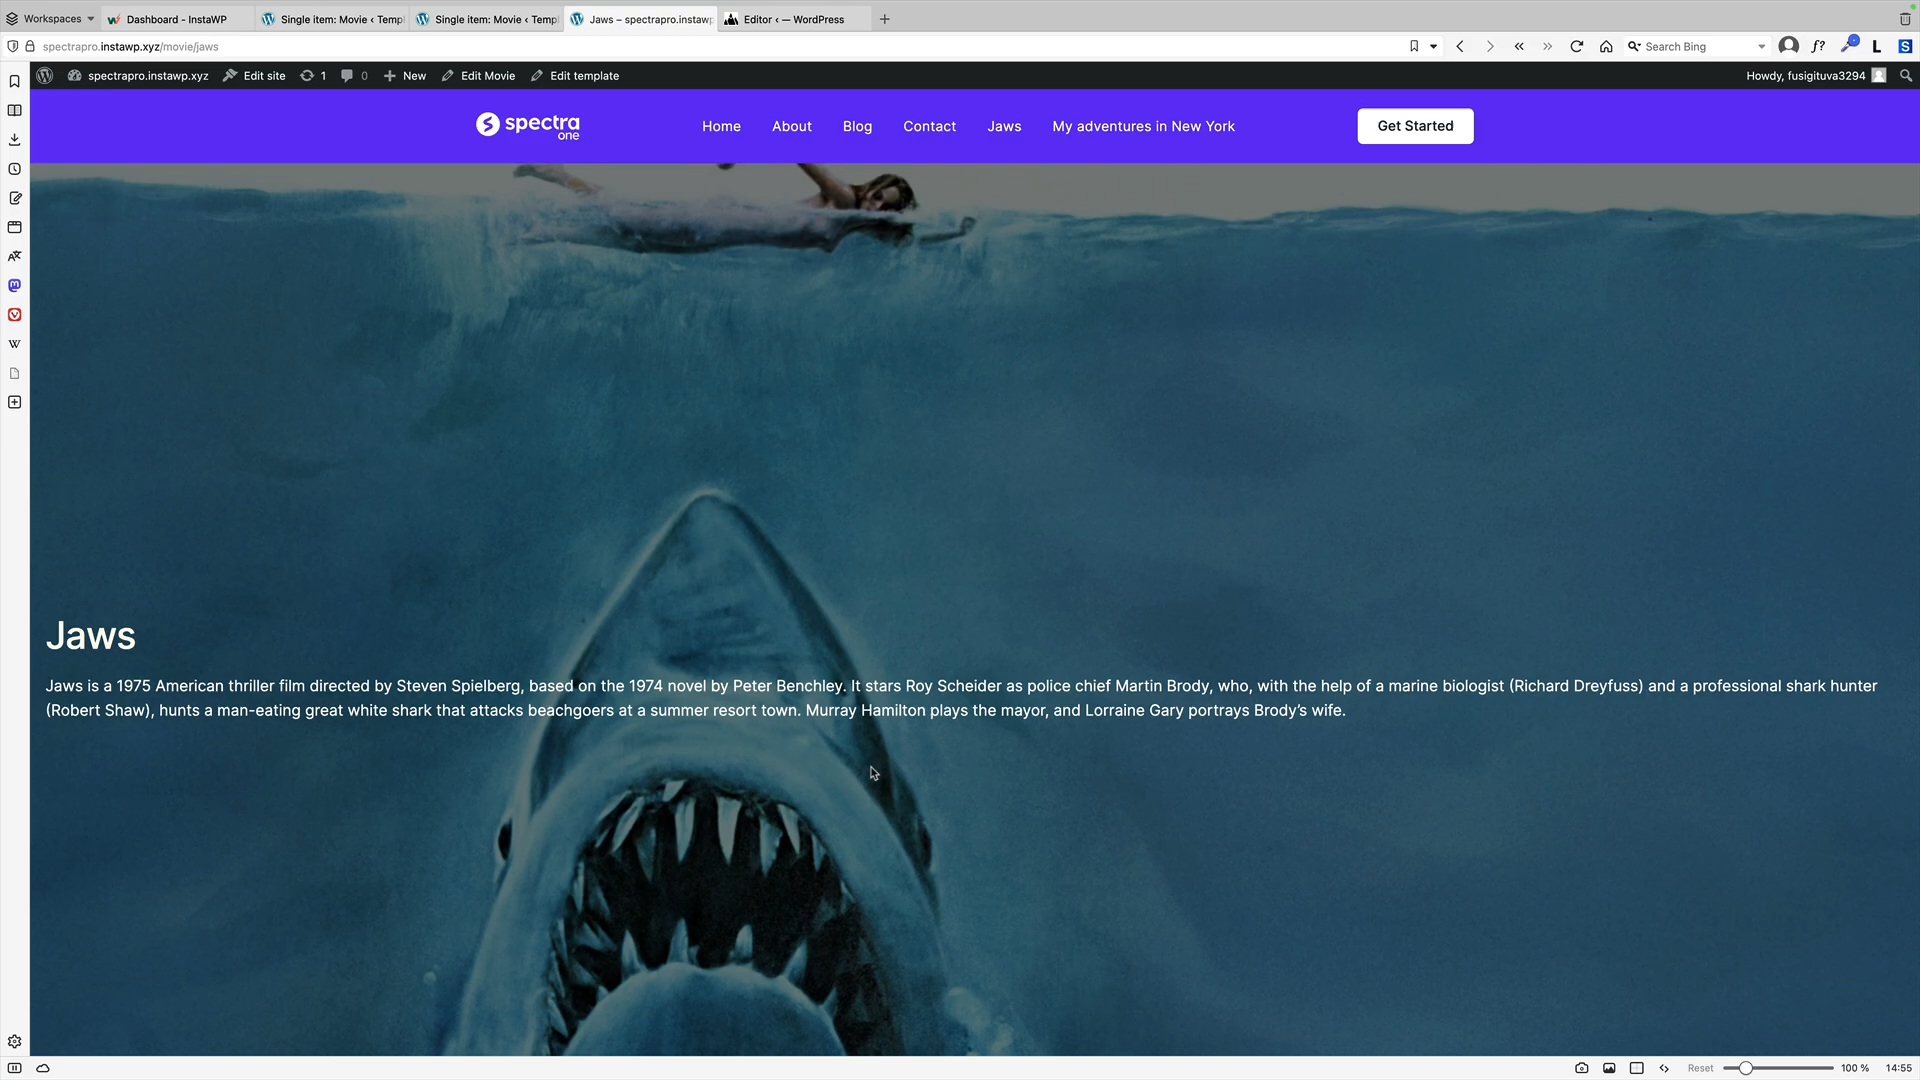 Workspaces
Dashboard - InstaWP
Single item: Movie ‹ Templ
Single item: Movie ‹ Templ
Jaws – spectrapro.instawp
Editor ‹ — WordPress
spectrapro.instawp.xyz/movie/jaws
Search Bing
f?
L
S
spectrapro.instawp.xyz
Edit site
1
0
New
Edit Movie
Edit template
Howdy, fusigituva3294
spectra
one
Home
About
Blog
Contact
Jaws
My adventures in New York
Get Started
W
Jaws
Jaws is a 1975 American thriller film directed by Steven Spielberg, based on the 1974 novel by Peter Benchley. It stars Roy Scheider as police chief Martin Brody, who, with the help of a marine biologist (Richard Dreyfuss) and a professional shark hunter
(Robert Shaw), hunts a man-eating great white shark that attacks beachgoers at a summer resort town. Murray Hamilton plays the mayor, and Lorraine Gary portrays Brody’s wife.
Reset
100 %
14:55